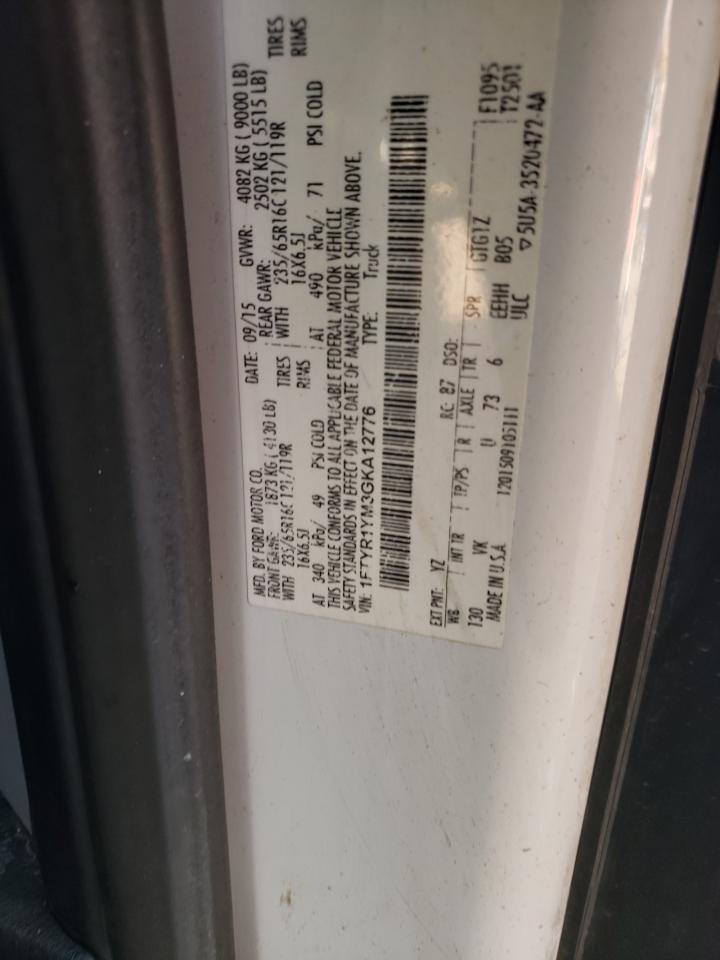 MFD. BY FORD MOTOR CO.
DATE: 09/15 GVWR: 4082 KG ( 9000 LB)
FRONT GAWR: 1873 KG ( 4130 LB) REAR GAWR: 2502 KG ( 5515 LB)
WITH 235/65R16C 121/119R TIRES WITH 235/65R16C 121/119R TIRES
16X6.5J RIMS 16X6.5J RIMS
AT 340 kPa/ 49 PSI COLD AT 490 kPa/ 71 PSI COLD
THIS VEHICLE CONFORMS TO ALL APPLICABLE FEDERAL MOTOR VEHICLE
SAFETY STANDARDS IN EFFECT ON THE DATE OF MANUFACTURE SHOWN ABOVE.
VIN: 1FTYR1YM3GKA12776 TYPE: Truck
EXT PNT: YZ RC: 87 DSO:
WB INT TR TP/PS R AXLE TR SPR GTG1Z F1095
130 VK U 73 6 EEHH B05 T2501
MADE IN U.S.A. 1201509105111 ULC ▽5U5A-3520472-AA